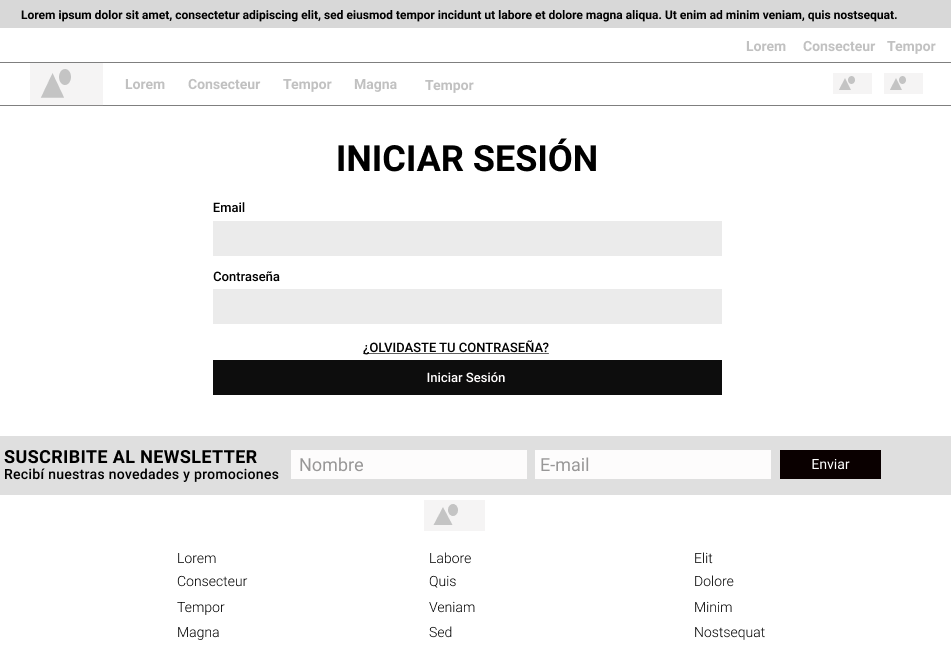 Lorem ipsum dolor sit amet, consectetur adipiscing elit, sed eiusmod tempor incidunt ut labore et dolore magna aliqua. Ut enim ad minim veniam, quis nostsequat.
Lorem Consecteur Tempor
Lorem Consecteur Tempor Magna Tempor
INICIAR SESIÓN
Email
Contraseña
¿OLVIDASTE TU CONTRASEÑA?
Iniciar Sesión
SUSCRIBITE AL NEWSLETTER
Recibí nuestras novedades y promociones
Nombre E-mail Enviar
Lorem Labore Elit
Consecteur Quis Dolore
Tempor Veniam Minim
Magna Sed Nostsequat